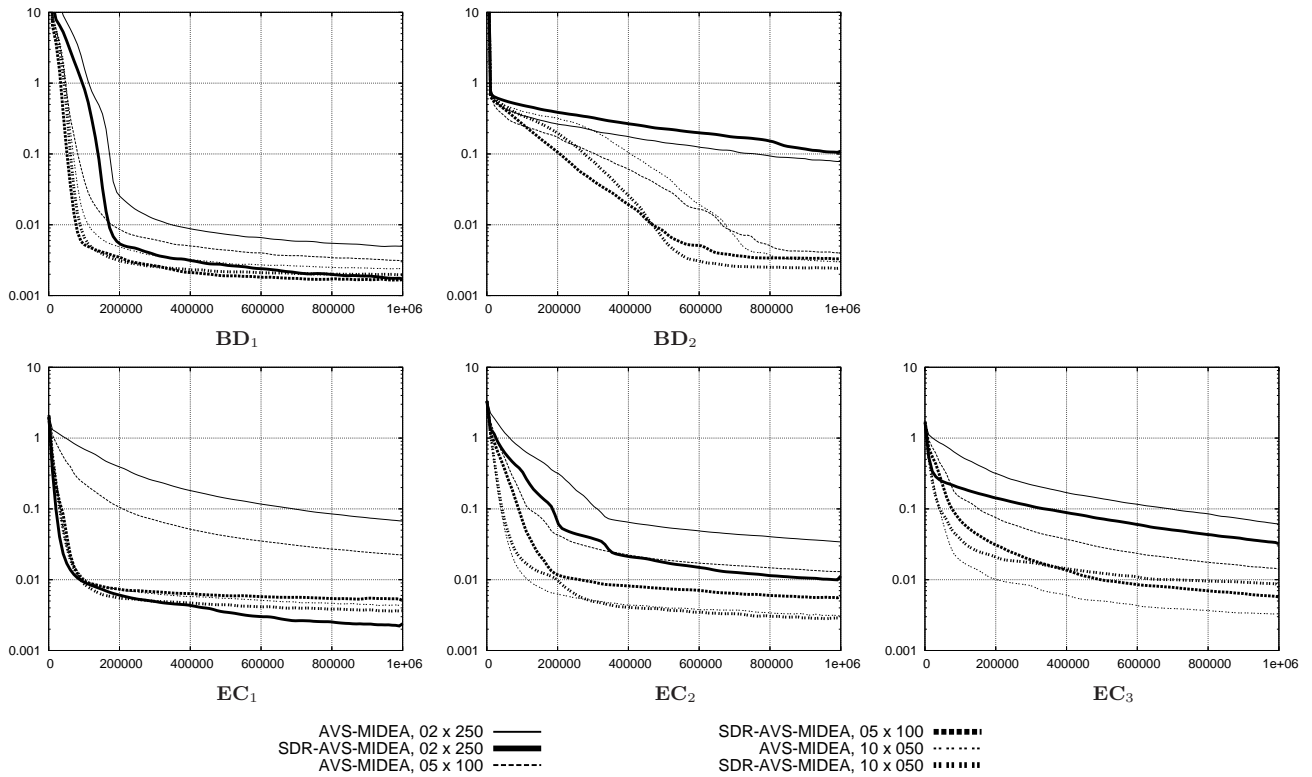 10
1
0.1
0.01
0.001
0 200000 400000 600000 800000 1e+06
BD1
10
1
0.1
0.01
0.001
0 200000 400000 600000 800000 1e+06
BD2
10
1
0.1
0.01
0.001
0 200000 400000 600000 800000 1e+06
EC1
10
1
0.1
0.01
0.001
0 200000 400000 600000 800000 1e+06
EC2
10
1
0.1
0.01
0.001
0 200000 400000 600000 800000 1e+06
EC3
AVS-MIDEA, 02 x 250
SDR-AVS-MIDEA, 02 x 250
AVS-MIDEA, 05 x 100
SDR-AVS-MIDEA, 05 x 100
AVS-MIDEA, 10 x 050
SDR-AVS-MIDEA, 10 x 050